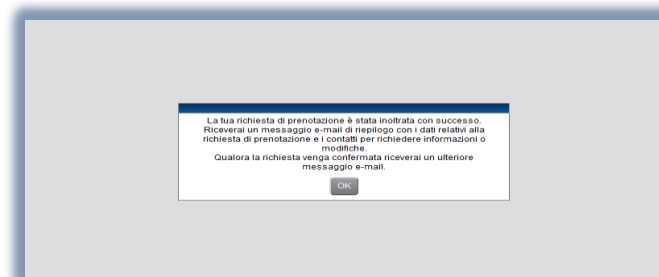 La tua richiesta di prenotazione è stata inoltrata con successo.
Riceverai un messaggio e-mail di riepilogo con i dati relativi alla
richiesta di prenotazione e i contatti per richiedere informazioni o
modifiche.
Qualora la richiesta venga confermata riceverai un ulteriore
messaggio e-mail.
OK